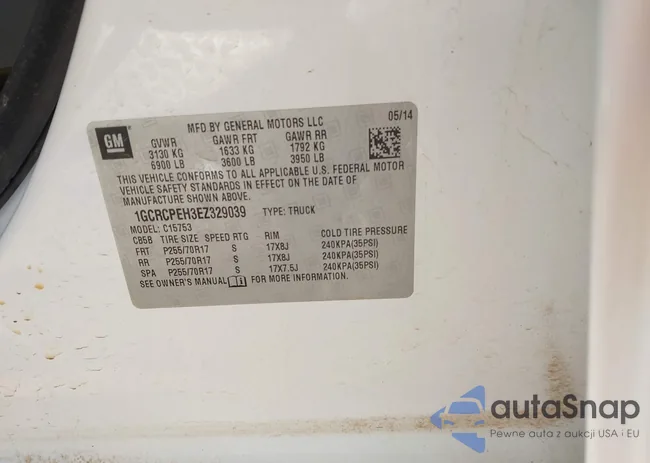 MFD BY GENERAL MOTORS LLC 05/14
GM GVWR GAWR FRT GAWR RR
3130 KG 1633 KG 1792 KG
6900 LB 3600 LB 3950 LB
THIS VEHICLE CONFORMS TO ALL APPLICABLE U.S. FEDERAL MOTOR
VEHICLE SAFETY STANDARDS IN EFFECT ON THE DATE OF
MANUFACTURE SHOWN ABOVE.
1GCRCPEH3EZ329039 TYPE: TRUCK
MODEL: C15753
CB5B TIRE SIZE SPEED RTG RIM COLD TIRE PRESSURE
FRT P255/70R17 S 17X8J 240KPA(35PSI)
RR P255/70R17 S 17X8J 240KPA(35PSI)
SPA P255/70R17 S 17X7.5J 240KPA(35PSI)
SEE OWNER'S MANUAL FOR MORE INFORMATION.
autaSnap
Pewne auta z aukcji USA i EU